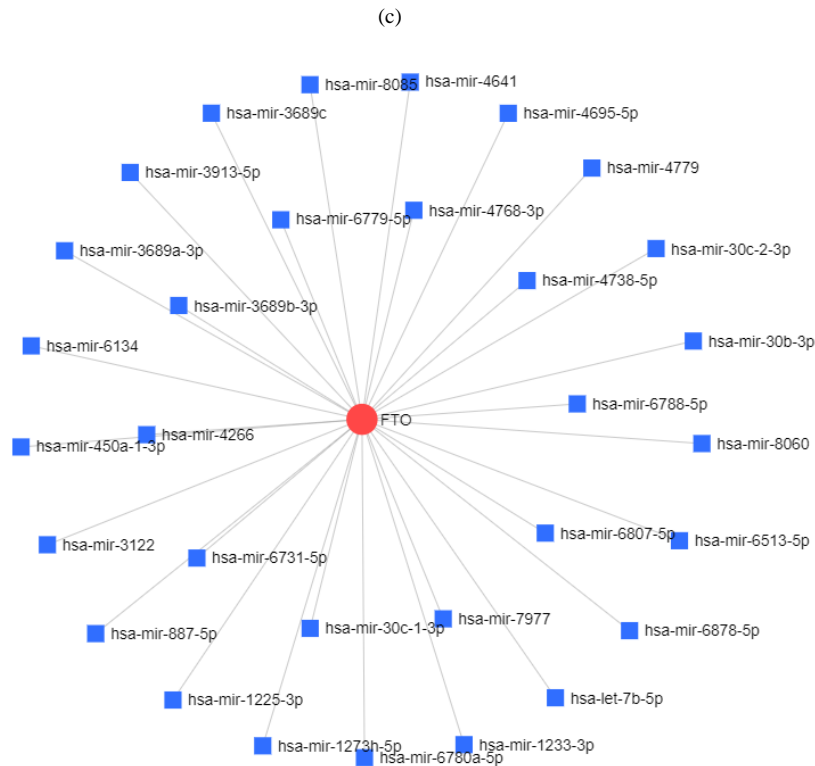 (c)
hsa-mir-8085
hsa-mir-4641
hsa-mir-3689c
hsa-mir-4695-5p
hsa-mir-3913-5p
hsa-mir-4779
hsa-mir-6779-5p
hsa-mir-4768-3p
hsa-mir-3689a-3p
hsa-mir-30c-2-3p
hsa-mir-4738-5p
hsa-mir-3689b-3p
hsa-mir-6134
hsa-mir-30b-3p
hsa-mir-6788-5p
FTO
hsa-mir-4266
hsa-mir-450a-1-3p
hsa-mir-8060
hsa-mir-6807-5p
hsa-mir-6513-5p
hsa-mir-3122
hsa-mir-6731-5p
hsa-mir-7977
hsa-mir-30c-1-3p
hsa-mir-887-5p
hsa-mir-6878-5p
hsa-mir-1225-3p
hsa-let-7b-5p
hsa-mir-1273h-5p
hsa-mir-1233-3p
hsa-mir-6780a-5p